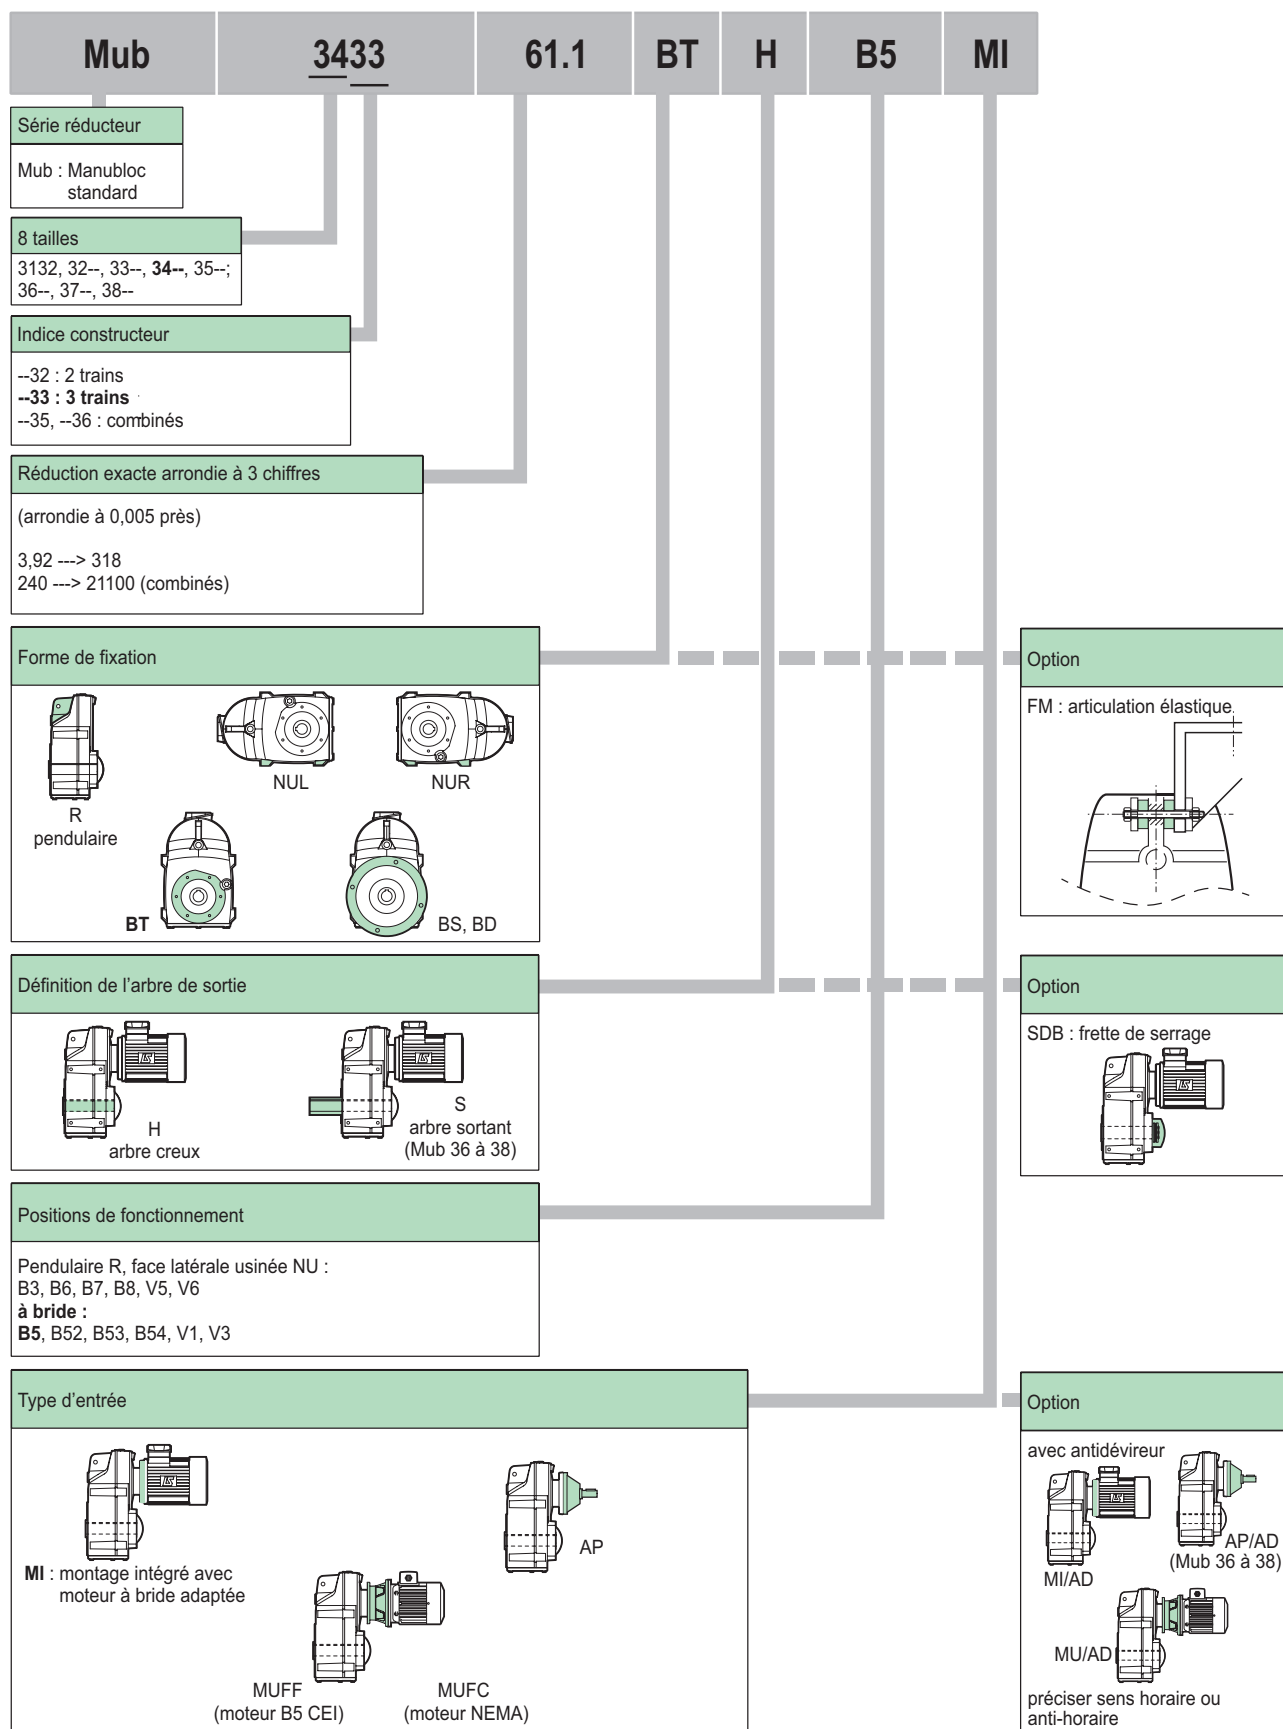 Mub 3433 61.1 BT H B5 MI
Série réducteur
Mub : Manubloc
standard
8 tailles
3132, 32--, 33--, 34--, 35--;
36--, 37--, 38--
Indice constructeur
--32 : 2 trains
--33 : 3 trains
--35, --36 : combinés
Réduction exacte arrondie à 3 chiffres
(arrondie à 0,005 près)
3,92 ---> 318
240 ---> 21100 (combinés)
Forme de fixation
R
pendulaire
NUL
NUR
BT
BS, BD
Option
FM : articulation élastique
Définition de l'arbre de sortie
H
arbre creux
S
arbre sortant
(Mub 36 à 38)
Option
SDB : frette de serrage
Positions de fonctionnement
Pendulaire R, face latérale usinée NU :
B3, B6, B7, B8, V5, V6
à bride :
B5, B52, B53, B54, V1, V3
Type d'entrée
MI : montage intégré avec
moteur à bride adaptée
AP
MUFF
(moteur B5 CEI)
MUFC
(moteur NEMA)
Option
avec antidévireur
MI/AD
AP/AD
(Mub 36 à 38)
MU/AD
préciser sens horaire ou
anti-horaire